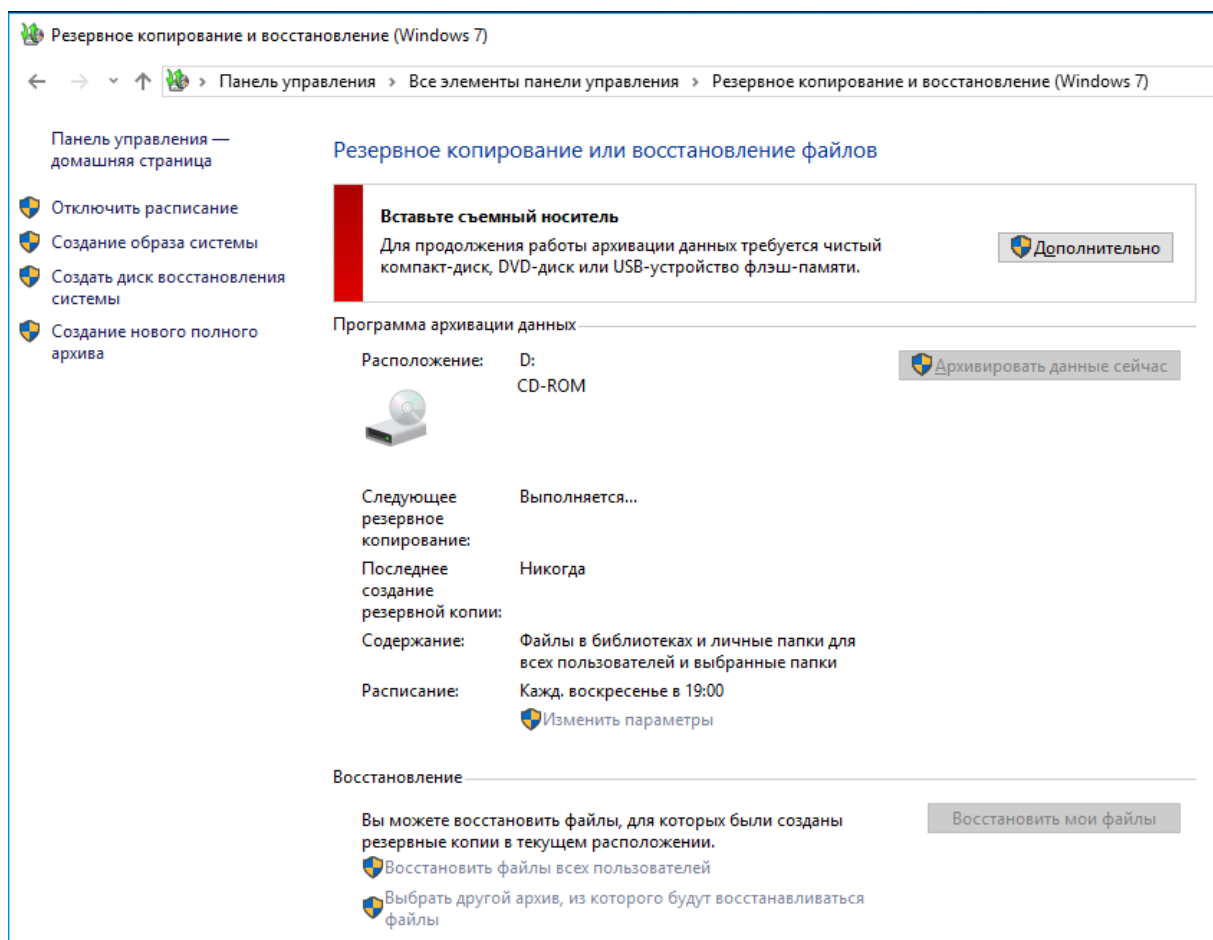 Резервное копирование и восстановление (Windows 7)
Панель управления › Все элементы панели управления › Резервное копирование и восстановление (Windows 7)
Панель управления —
домашняя страница
Отключить расписание
Создание образа системы
Создать диск восстановления
системы
Создание нового полного
архива
Резервное копирование или восстановление файлов
Вставьте съемный носитель
Для продолжения работы архивации данных требуется чистый
компакт-диск, DVD-диск или USB-устройство флэш-памяти.
Дополнительно
Программа архивации данных
Расположение: D:
CD-ROM
Архивировать данные сейчас
Следующее
резервное
копирование:
Выполняется...
Последнее
создание
резервной копии:
Никогда
Содержание: Файлы в библиотеках и личные папки для
всех пользователей и выбранные папки
Расписание: Кажд. воскресенье в 19:00
Изменить параметры
Восстановление
Вы можете восстановить файлы, для которых были созданы
резервные копии в текущем расположении.
Восстановить мои файлы
Восстановить файлы всех пользователей
Выбрать другой архив, из которого будут восстанавливаться
файлы